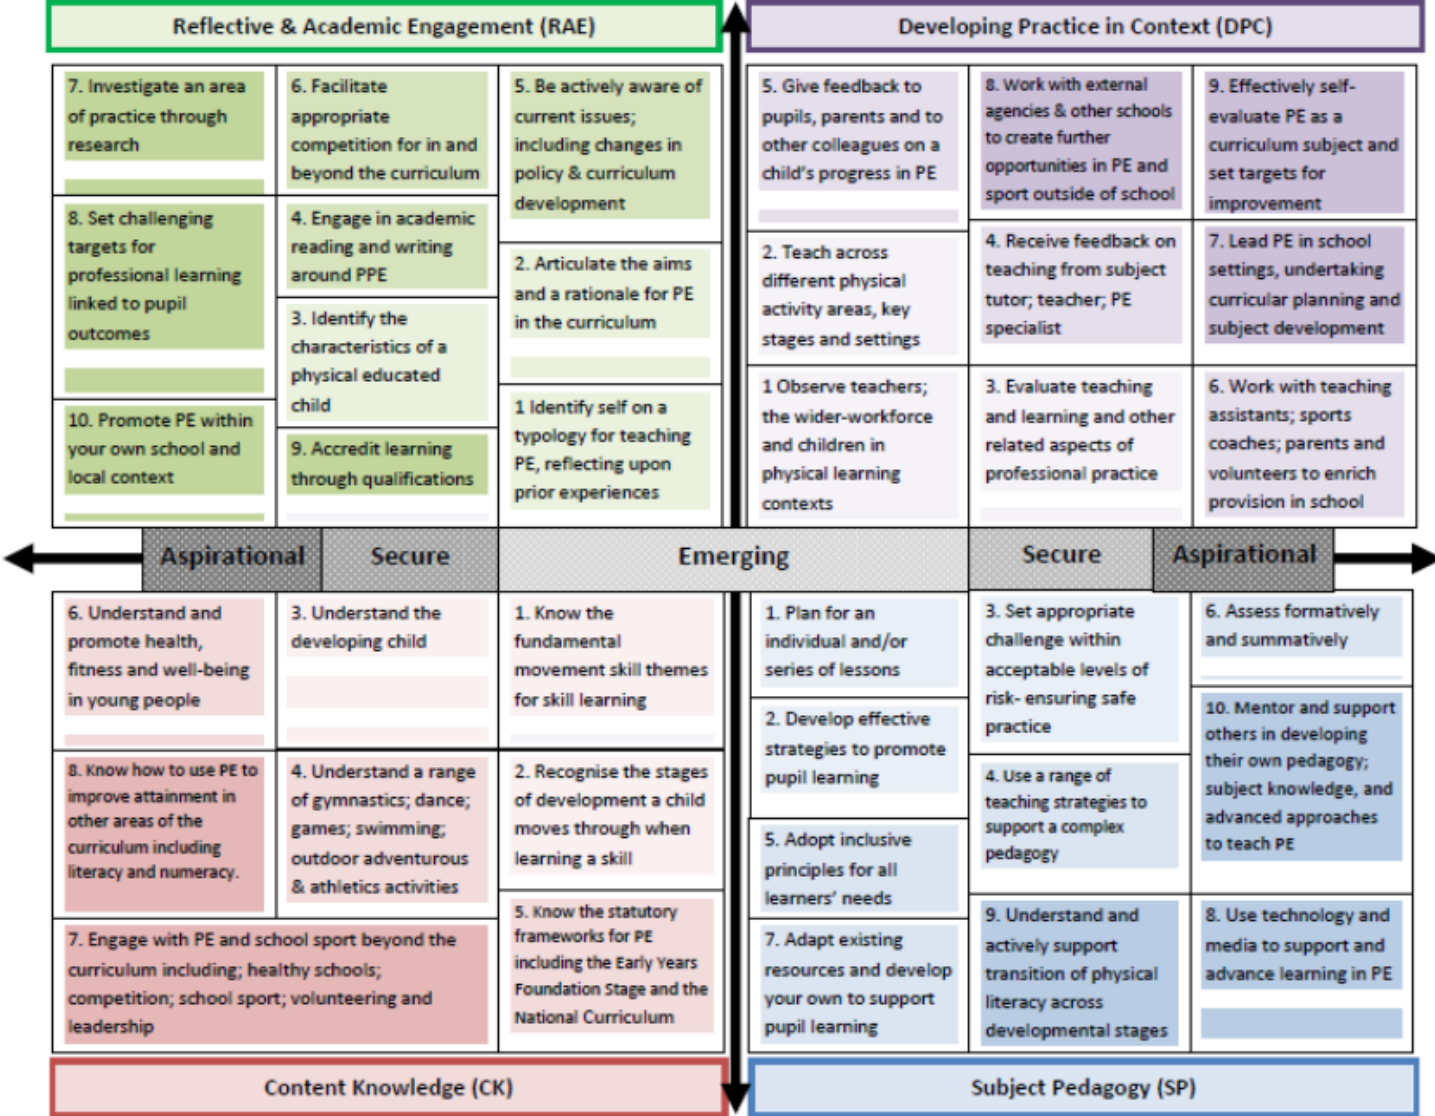 Reflective & Academic Engagement (RAE)
7. Investigate an area
of practice through
research
8. Set challenging
targets for
professional learning
linked to pupil
outcomes
10. Promote PE within
your own school and
local context
6. Facilitate
appropriate
competition for in and
beyond the curriculum
4. Engage in academic
reading and writing
around PPE
3. Identify the
characteristics of a
physical educated
child
9. Accredit learning
through qualifications
5. Be actively aware of
current issues;
including changes in
policy & curriculum
development
2. Articulate the aims
and a rationale for PE
in the curriculum
1 Identify self on a
typology for teaching
PE, reflecting upon
prior experiences
Developing Practice in Context (DPC)
5. Give feedback to
pupils, parents and to
other colleagues on a
child's progress in PE
2. Teach across
different physical
activity areas, key
stages and settings
1 Observe teachers;
the wider-workforce
and children in
physical learning
contexts
8. Work with external
agencies & other schools
to create further
opportunities in PE and
sport outside of school
4. Receive feedback on
teaching from subject
tutor; teacher; PE
specialist
3. Evaluate teaching
and learning and other
related aspects of
professional practice
9. Effectively self-
evaluate PE as a
curriculum subject and
set targets for
improvement
7. Lead PE in school
settings, undertaking
curricular planning and
subject development
6. Work with teaching
assistants; sports
coaches; parents and
volunteers to enrich
provision in school
Aspirational
Secure
Emerging
Secure
Aspirational
6. Understand and
promote health,
fitness and well-being
in young people
8. Know how to use PE to
improve attainment in
other areas of the
curriculum including
literacy and numeracy.
3. Understand the
developing child
4. Understand a range
of gymnastics; dance;
games; swimming;
outdoor adventurous
& athletics activities
7. Engage with PE and school sport beyond the
curriculum including; healthy schools;
competition; school sport; volunteering and
leadership
1. Know the
fundamental
movement skill themes
for skill learning
2. Recognise the stages
of development a child
moves through when
learning a skill
5. Know the statutory
frameworks for PE
including the Early Years
Foundation Stage and the
National Curriculum
Content Knowledge (CK)
1. Plan for an
individual and/or
series of lessons
2. Develop effective
strategies to promote
pupil learning
5. Adopt inclusive
principles for all
learners' needs
7. Adapt existing
resources and develop
your own to support
pupil learning
3. Set appropriate
challenge within
acceptable levels of
risk- ensuring safe
practice
4. Use a range of
teaching strategies to
support a complex
pedagogy
9. Understand and
actively support
transition of physical
literacy across
developmental stages
6. Assess formatively
and summatively
10. Mentor and support
others in developing
their own pedagogy;
subject knowledge, and
advanced approaches
to teach PE
8. Use technology and
media to support and
advance learning in PE
Subject Pedagogy (SP)